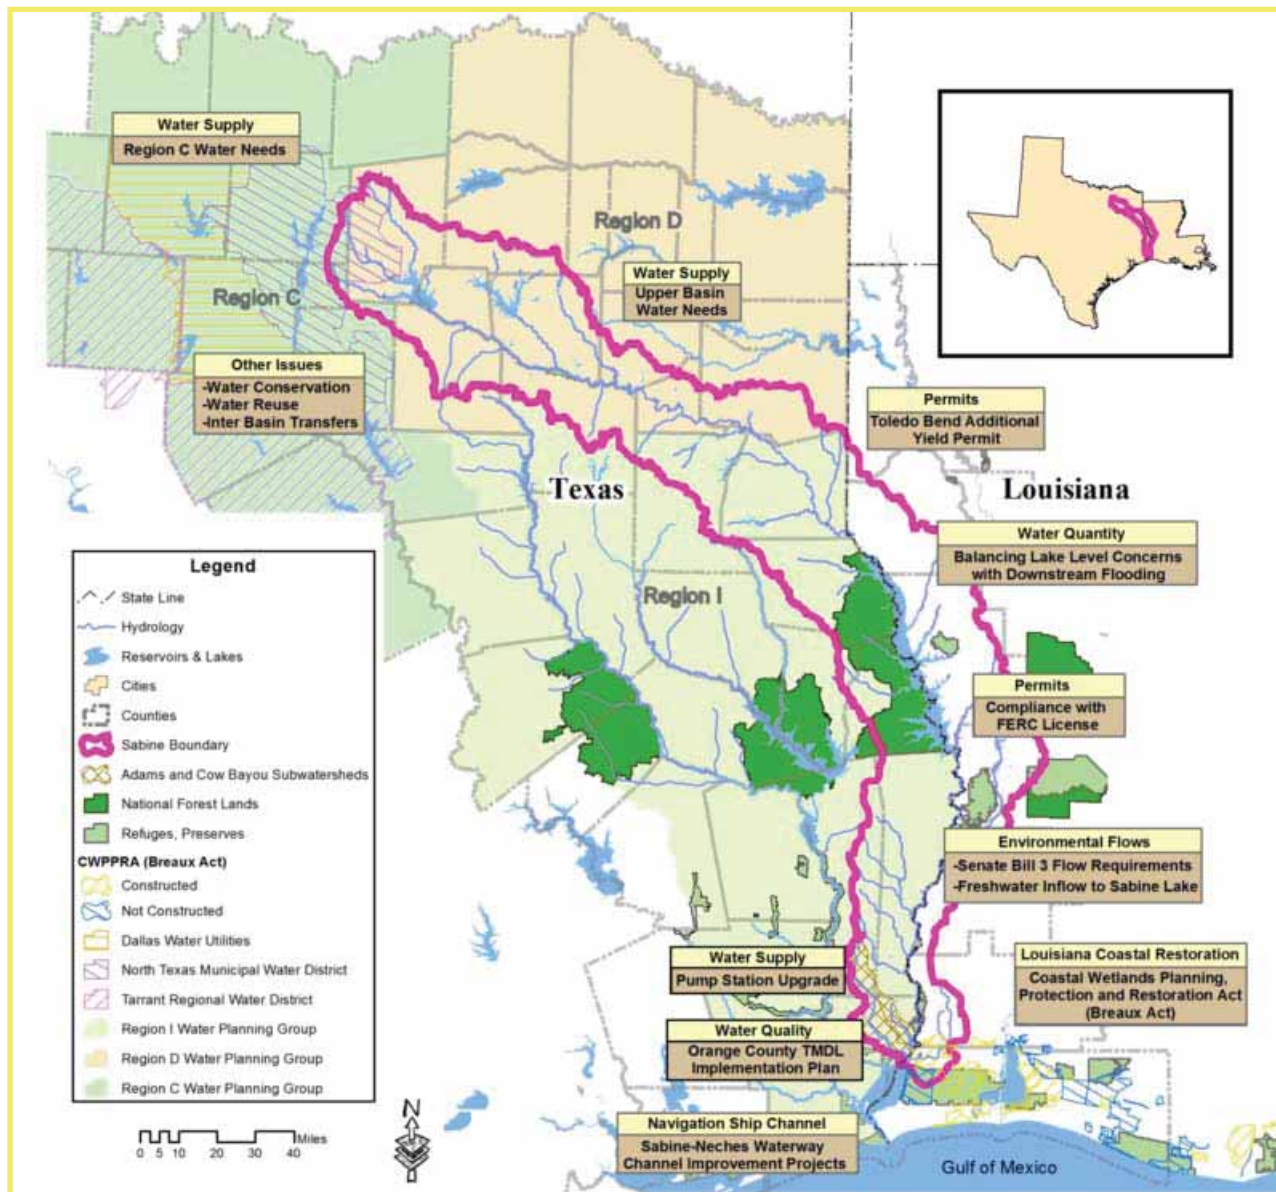 Water Supply
Region C Water Needs
Region D
Water Supply
Upper Basin
Water Needs
Region C
Other Issues
-Water Conservation
-Water Reuse
-Inter Basin Transfers
Permits
Toledo Bend Additional
Yield Permit
Texas
Louisiana
Water Quantity
Balancing Lake Level Concerns
with Downstream Flooding
Region I
Permits
Compliance with
FERC License
Environmental Flows
-Senate Bill 3 Flow Requirements
-Freshwater Inflow to Sabine Lake
Water Supply
Pump Station Upgrade
Louisiana Coastal Restoration
Coastal Wetlands Planning,
Protection and Restoration Act
(Breaux Act)
Water Quality
Orange County TMDL
Implementation Plan
Navigation Ship Channel
Sabine-Neches Waterway
Channel Improvement Projects
Gulf of Mexico
Legend
State Line
Hydrology
Reservoirs & Lakes
Cities
Counties
Sabine Boundary
Adams and Cow Bayou Subwatersheds
National Forest Lands
Refuges, Preserves
CWPPRA (Breaux Act)
Constructed
Not Constructed
Dallas Water Utilities
North Texas Municipal Water District
Tarrant Regional Water District
Region I Water Planning Group
Region D Water Planning Group
Region C Water Planning Group
Miles
0 5 10 20 30 40
N